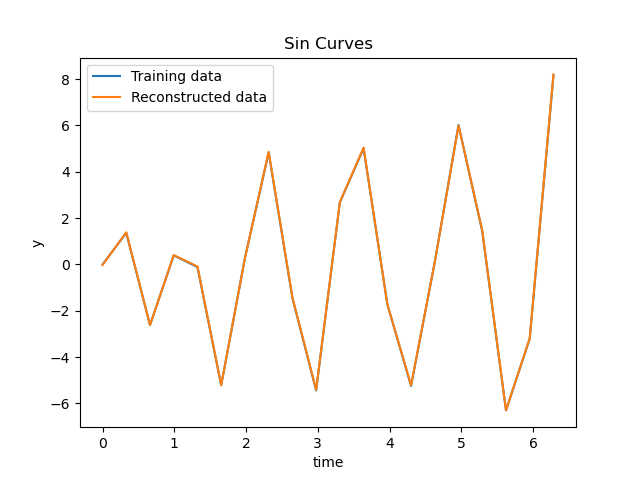 Sin Curves
Training data
Reconstructed data
8
6
4
2
0
−2
−4
−6
y
0 1 2 3 4 5 6
time